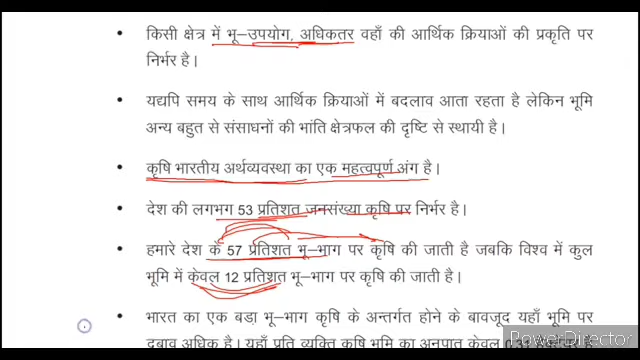 किसी क्षेत्र में भू–उपयोग, अधिकतर वहाँ की आर्थिक क्रियाओं की प्रकृति पर
निर्भर है।
यद्यपि समय के साथ आर्थिक क्रियाओं में बदलाव आता रहता है लेकिन भूमि
अन्य बहुत से संसाधनों की भांति क्षेत्रफल की दृष्टि से स्थायी है।
कृषि भारतीय अर्थव्यवस्था का एक महत्वपूर्ण अंग है।
देश की लगभग 53 प्रतिशत जनसंख्या कृषि पर निर्भर है।
हमारे देश के 57 प्रतिशत भू–भाग पर कृषि की जाती है जबकि विश्व में कुल
भूमि में केवल 12 प्रतिशत भू–भाग पर कृषि की जाती है।
भारत का एक बडा भू–भाग कृषि के अन्तर्गत होने के बावजूद यहाँ भूमि पर
दबाव अधिक है। यहाँ प्रति व्यक्ति कृषि भूमि का अनुपात केवल 0.31
PowerDirector